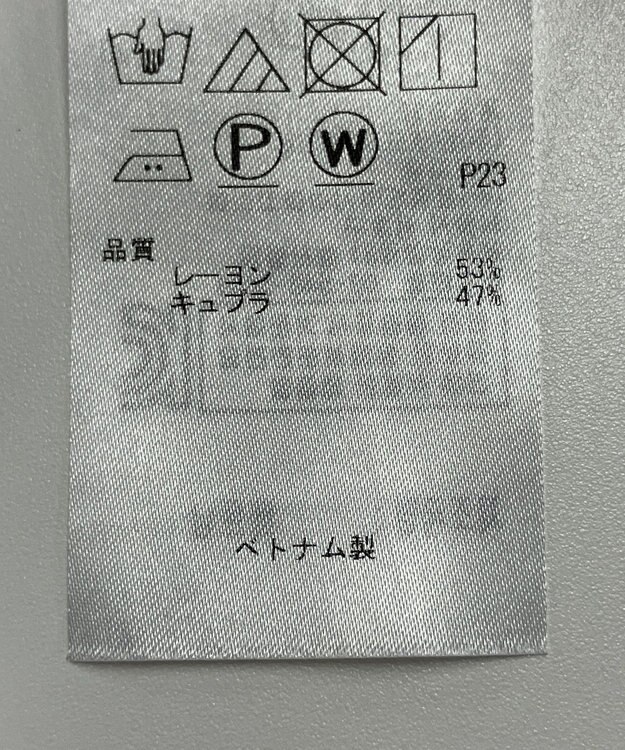 P W
P23
品質
レーヨン 53%
キュプラ 47%
ベトナム製